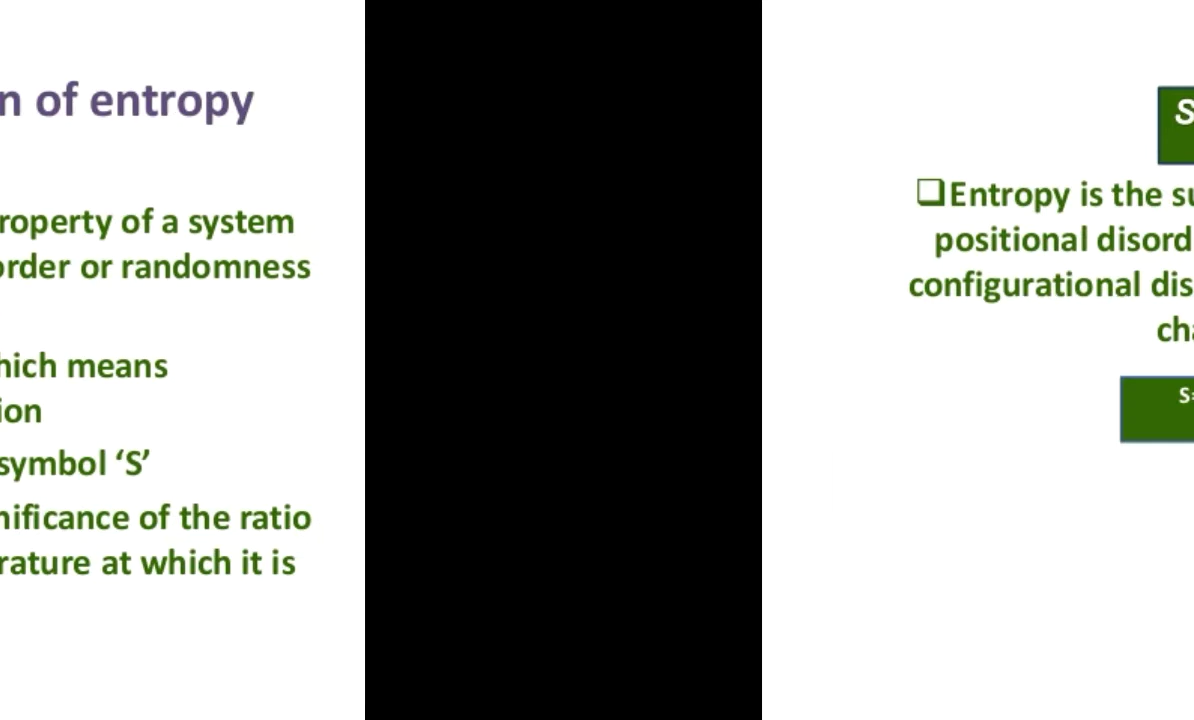 n of entropy
roperty of a system
order or randomness
hich means
ion
symbol ‘S’
nificance of the ratio
rature at which it is
S
❑Entropy is the su
positional disord
configurational dis
cha
S=